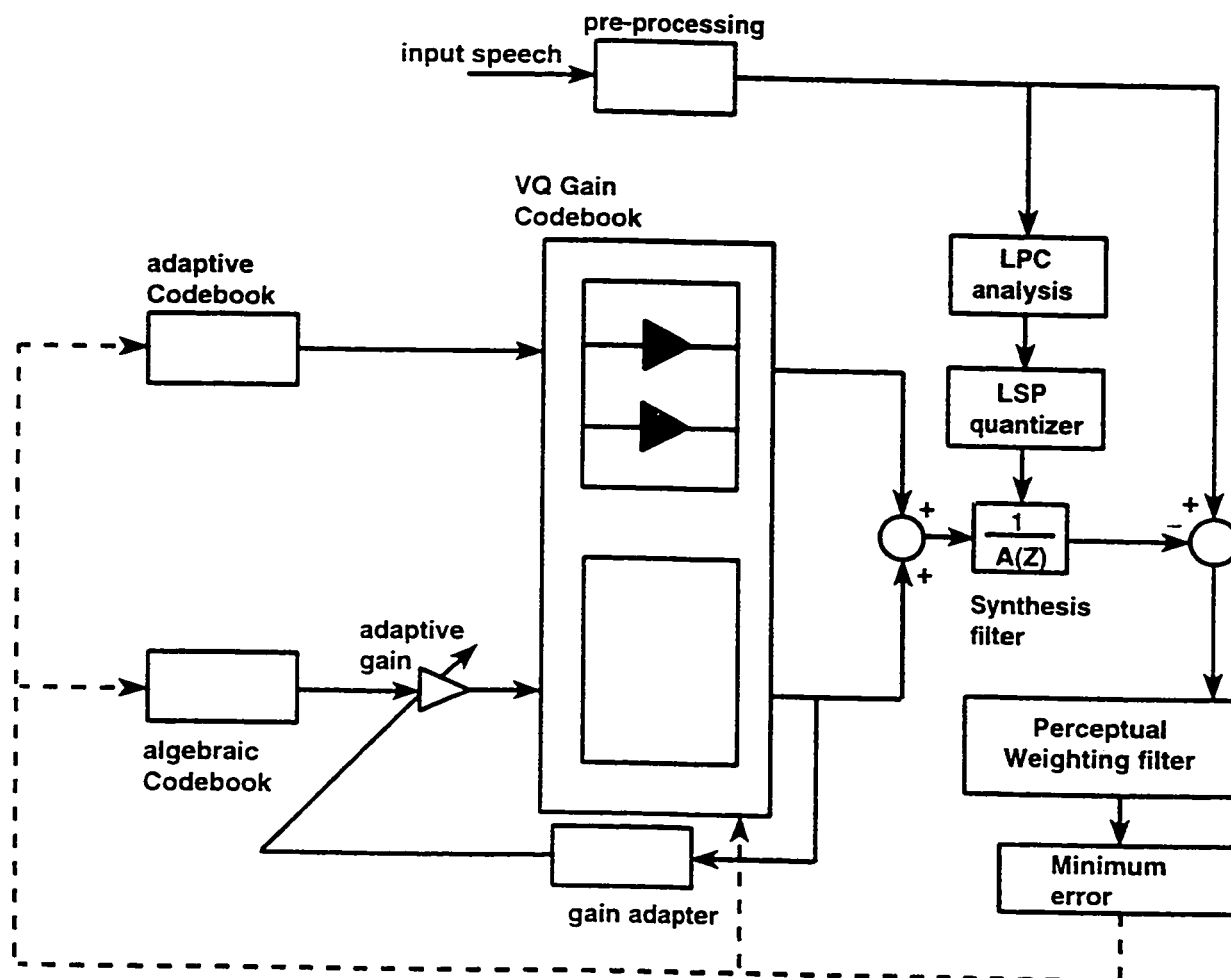 pre-processing
input speech
VQ Gain
Codebook
adaptive
Codebook
LPC
analysis
LSP
quantizer
+
+
-
+
1
A(Z)
Synthesis
filter
adaptive
gain
algebraic
Codebook
Perceptual
Weighting filter
Minimum
error
gain adapter